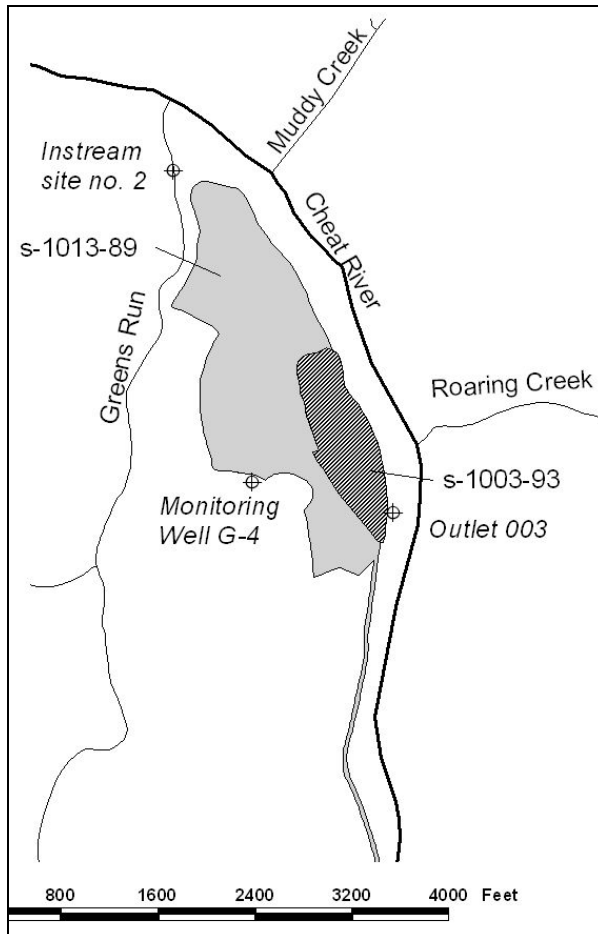 Muddy Creek
Instream
site no. 2
Cheat River
s-1013-89
Greens Run
Roaring Creek
s-1003-93
Monitoring
Well G-4
Outlet 003
800 1600 2400 3200 4000 Feet